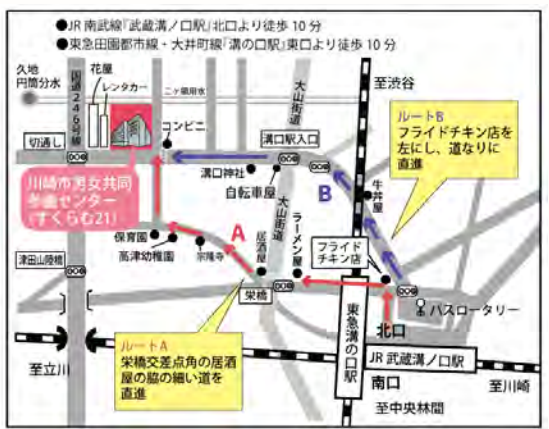 ●JR南武線『武蔵溝ノ口駅』北口より徒歩10分
●東急田園都市線・大井町線『溝の口駅』東口より徒歩10分
久地
円筒分水
国道246号線
花屋
レンタカー
二ヶ領用水
大山街道
至渋谷
切通し
コンビニ
溝口駅入口
ルートB
フライドチキン店を
左にし、道なりに
直進
溝口神社
自転車屋
B
牛丼屋
川崎市男女共同
参画センター
(すくらむ21)
A
大山街道
保育園
高津幼稚園
宗隆寺
居酒屋
ラーメン屋
フライド
チキン店
津田山陸橋
栄橋
バスロータリー
北口
ルートA
栄橋交差点角の居酒
屋の脇の細い道を
直進
東急溝の口駅
JR武蔵溝ノ口駅
至立川
南口
至川崎
至中央林間